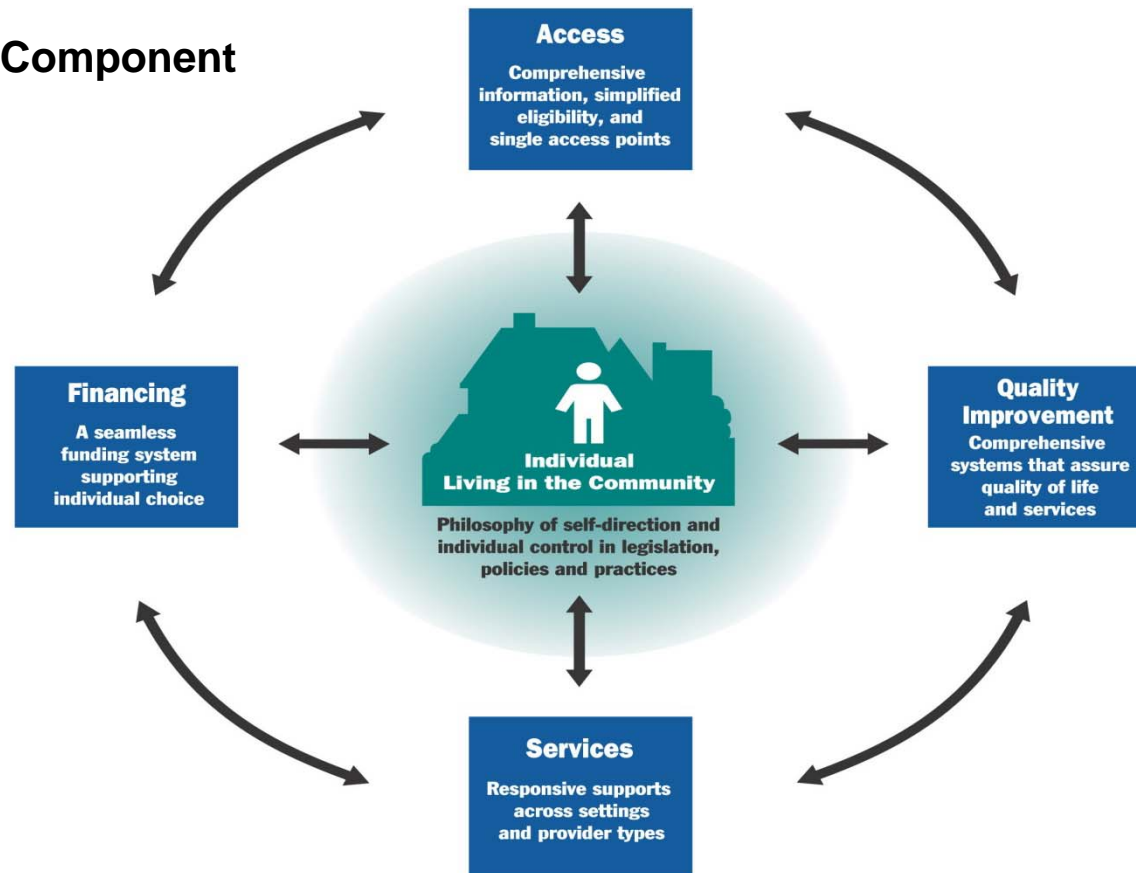 Component
Access
Comprehensive
information, simplified
eligibility, and
single access points
Financing
A seamless
funding system
supporting
individual choice
Individual
Living in the Community
Philosophy of self-direction and
individual control in legislation,
policies and practices
Quality
Improvement
Comprehensive
systems that assure
quality of life
and services
Services
Responsive supports
across settings
and provider types